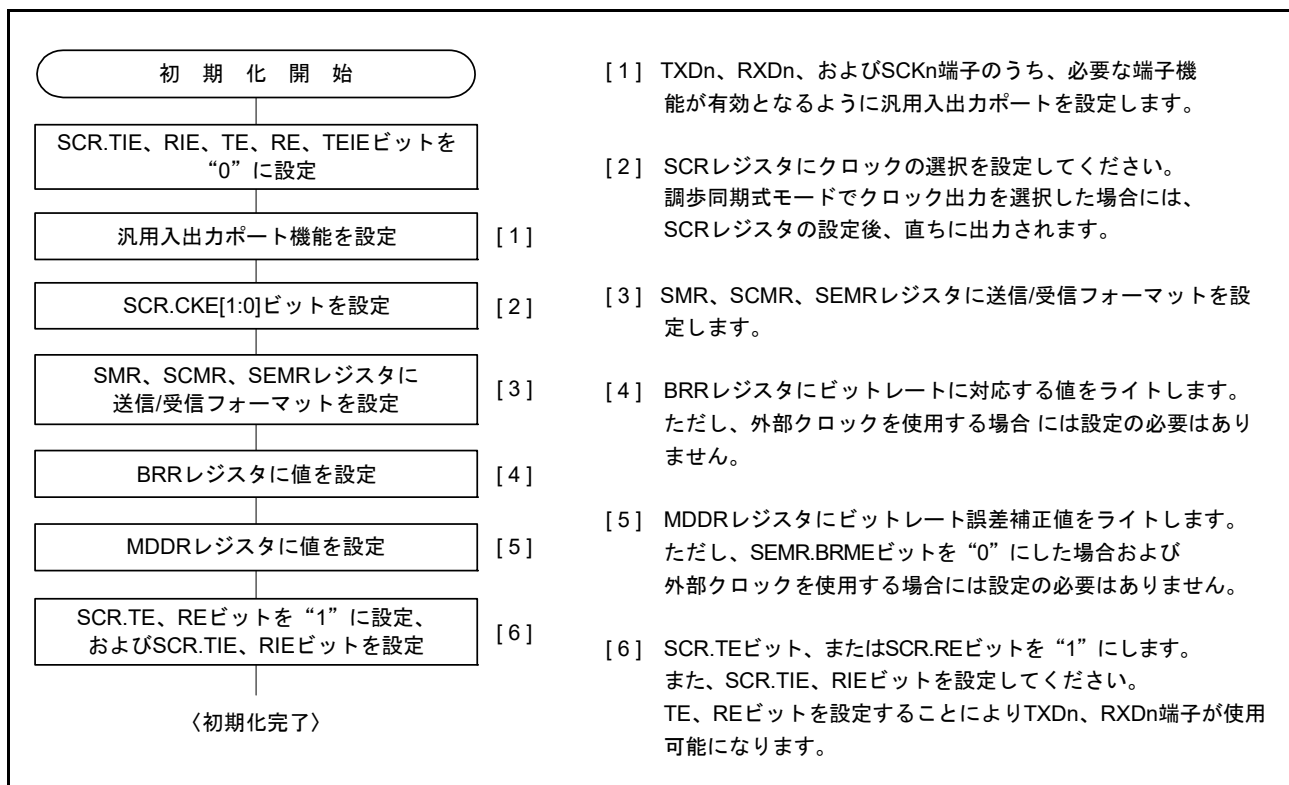 初 期 化 開 始
SCR.TIE、RIE、TE、RE、TEIEビットを
“0”に設定
汎用入出力ポート機能を設定
[ 1 ]
SCR.CKE[1:0]ビットを設定
[ 2 ]
SMR、SCMR、SEMRレジスタに
送信/受信フォーマットを設定
[ 3 ]
BRRレジスタに値を設定
[ 4 ]
MDDRレジスタに値を設定
[ 5 ]
SCR.TE、REビットを“1”に設定、
およびSCR.TIE、RIEビットを設定
[ 6 ]
〈初期化完了〉
[ 1 ] TXDn、RXDn、およびSCKn端子のうち、必要な端子機
能が有効となるように汎用入出力ポートを設定します。
[ 2 ] SCRレジスタにクロックの選択を設定してください。
調歩同期式モードでクロック出力を選択した場合には、
SCRレジスタの設定後、直ちに出力されます。
[ 3 ] SMR、SCMR、SEMRレジスタに送信/受信フォーマットを設
定します。
[ 4 ] BRRレジスタにビットレートに対応する値をライトします。
ただし、外部クロックを使用する場合 には設定の必要はあり
ません。
[ 5 ] MDDRレジスタにビットレート誤差補正値をライトします。
ただし、SEMR.BRMEビットを“0”にした場合および
外部クロックを使用する場合には設定の必要はありません。
[ 6 ] SCR.TEビット、またはSCR.REビットを“1”にします。
また、SCR.TIE、RIEビットを設定してください。
TE、REビットを設定することによりTXDn、RXDn端子が使用
可能になります。